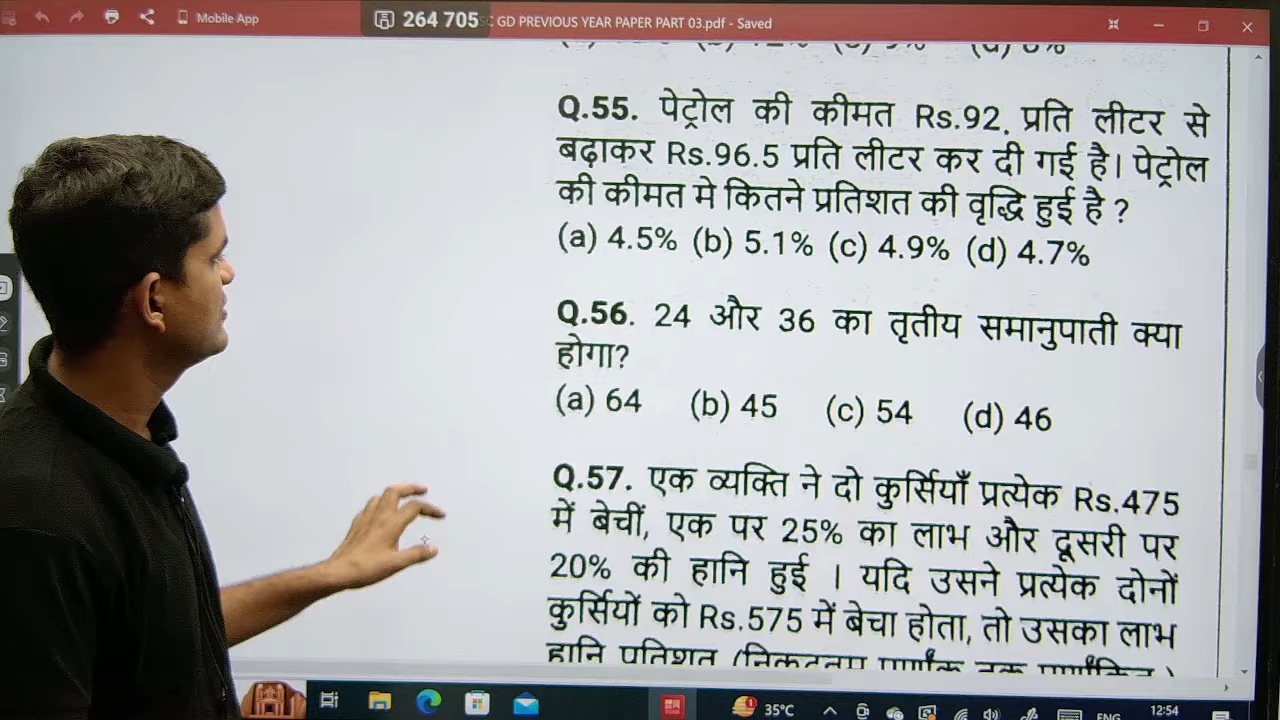 Mobile App
264 705
GD PREVIOUS YEAR PAPER PART 03.pdf - Saved
Q.55. पेट्रोल की कीमत Rs.92. प्रति लीटर से
बढ़ाकर Rs.96.5 प्रति लीटर कर दी गई है। पेट्रोल
की कीमत मे कितने प्रतिशत की वृद्धि हुई है ?
(a) 4.5% (b) 5.1% (c) 4.9% (d) 4.7%
Q.56. 24 और 36 का तृतीय समानुपाती क्या
होगा?
(a) 64 (b) 45 (c) 54 (d) 46
Q.57. एक व्यक्ति ने दो कुर्सियाँ प्रत्येक Rs.475
में बेचीं, एक पर 25% का लाभ और दूसरी पर
20% की हानि हुई । यदि उसने प्रत्येक दोनों
कुर्सियों को Rs.575 में बेचा होता, तो उसका लाभ
हानि प्रतिशत
35°C
ENG
12:54